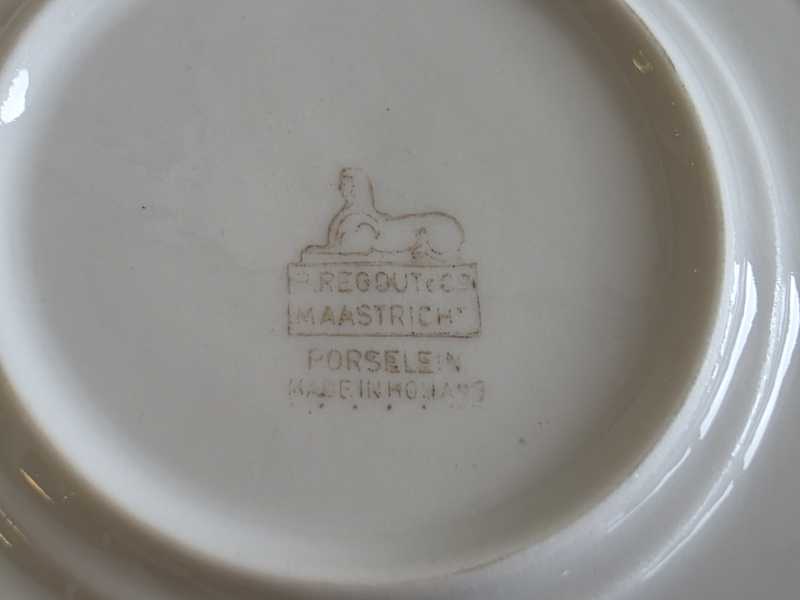 P.REGOUT & Co
MAASTRICHT
PORSELEIN
MADE IN HOLLAND